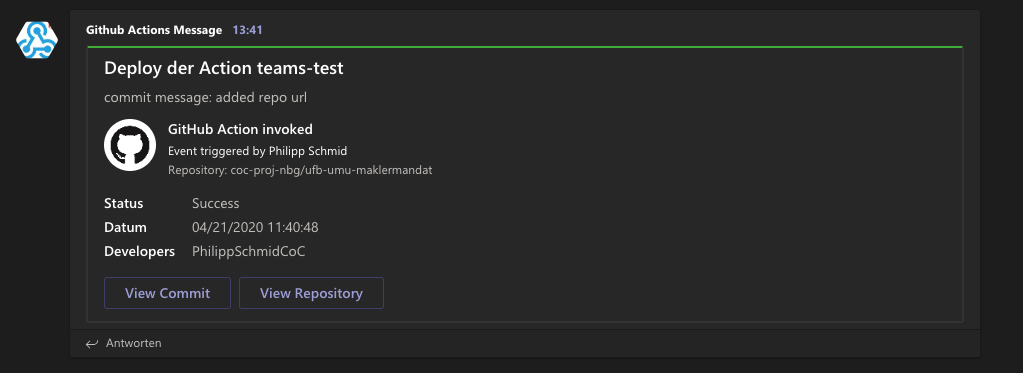 Github Actions Message 13:41
Deploy der Action teams-test
commit message: added repo url
GitHub Action invoked
Event triggered by Philipp Schmid
Repository: coc-proj-nbg/ufb-umu-maklermandat
Status Success
Datum 04/21/2020 11:40:48
Developers PhilippSchmidCoC
View Commit View Repository
Antworten